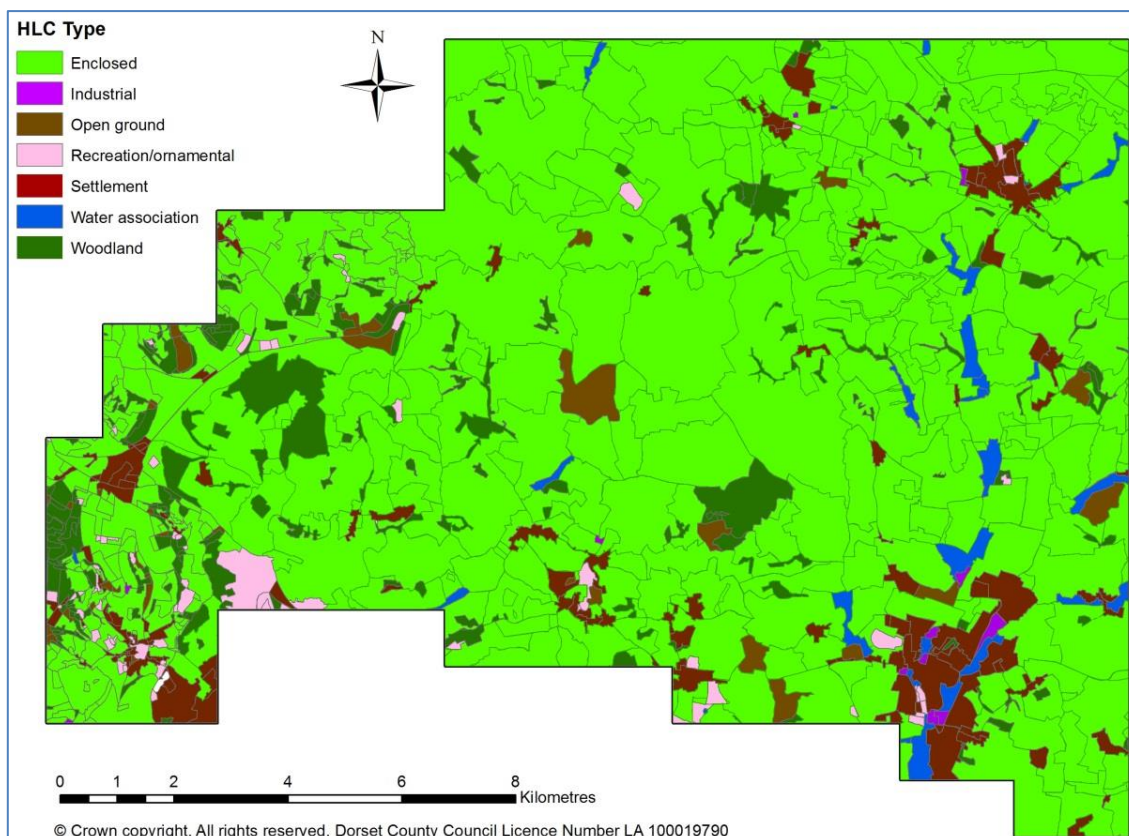 HLC Type
Enclosed
Industrial
Open ground
Recreation/ornamental
Settlement
Water association
Woodland
N
0 1 2 4 6 8
Kilometres
© Crown copyright. All rights reserved. Dorset County Council Licence Number LA 100019790